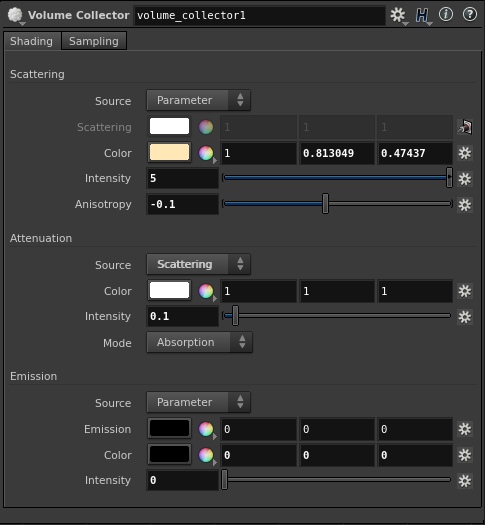 Volume Collector volume_collector1
Shading Sampling
Scattering
Source Parameter
Scattering 1 1 1
Color 1 0.813049 0.47437
Intensity 5
Anisotropy -0.1
Attenuation
Source Scattering
Color 1 1 1
Intensity 0.1
Mode Absorption
Emission
Source Parameter
Emission 0 0 0
Color 0 0 0
Intensity 0